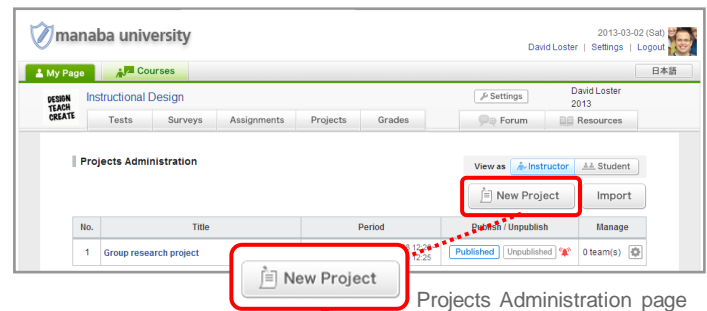 manaba university
2013-03-02 (Sat)
David Loster | Settings | Logout
My Page
Courses
日本語
DESIGN TEACH CREATE
Instructional Design
Settings
David Loster
2013
Tests Surveys Assignments Projects Grades Forum Resources
Projects Administration
View as Instructor Student
New Project Import
No. Title Period Publish / Unpublish Manage
1 Group research project Published Unpublished 0 team(s)
12:25
New Project
Projects Administration page